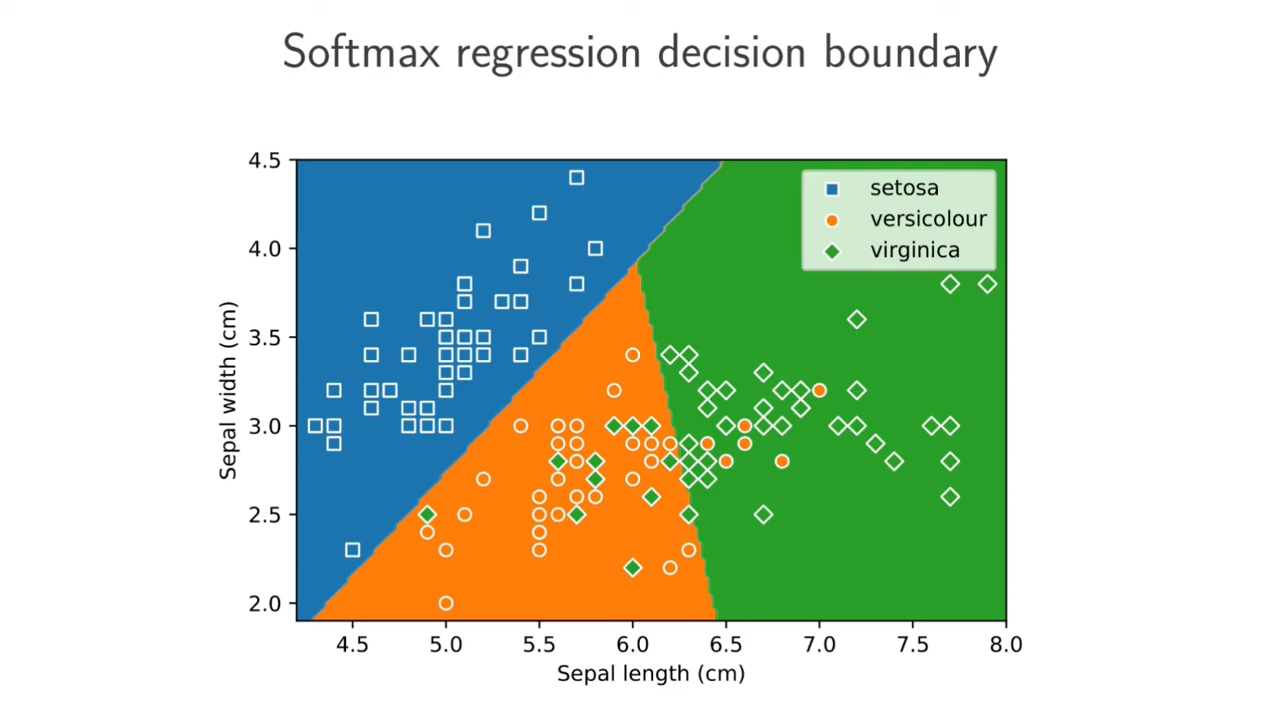 Softmax regression decision boundary
4.5
4.0
3.5
3.0
2.5
2.0
Sepal width (cm)
setosa
versicolour
virginica
4.5 5.0 5.5 6.0 6.5 7.0 7.5 8.0
Sepal length (cm)